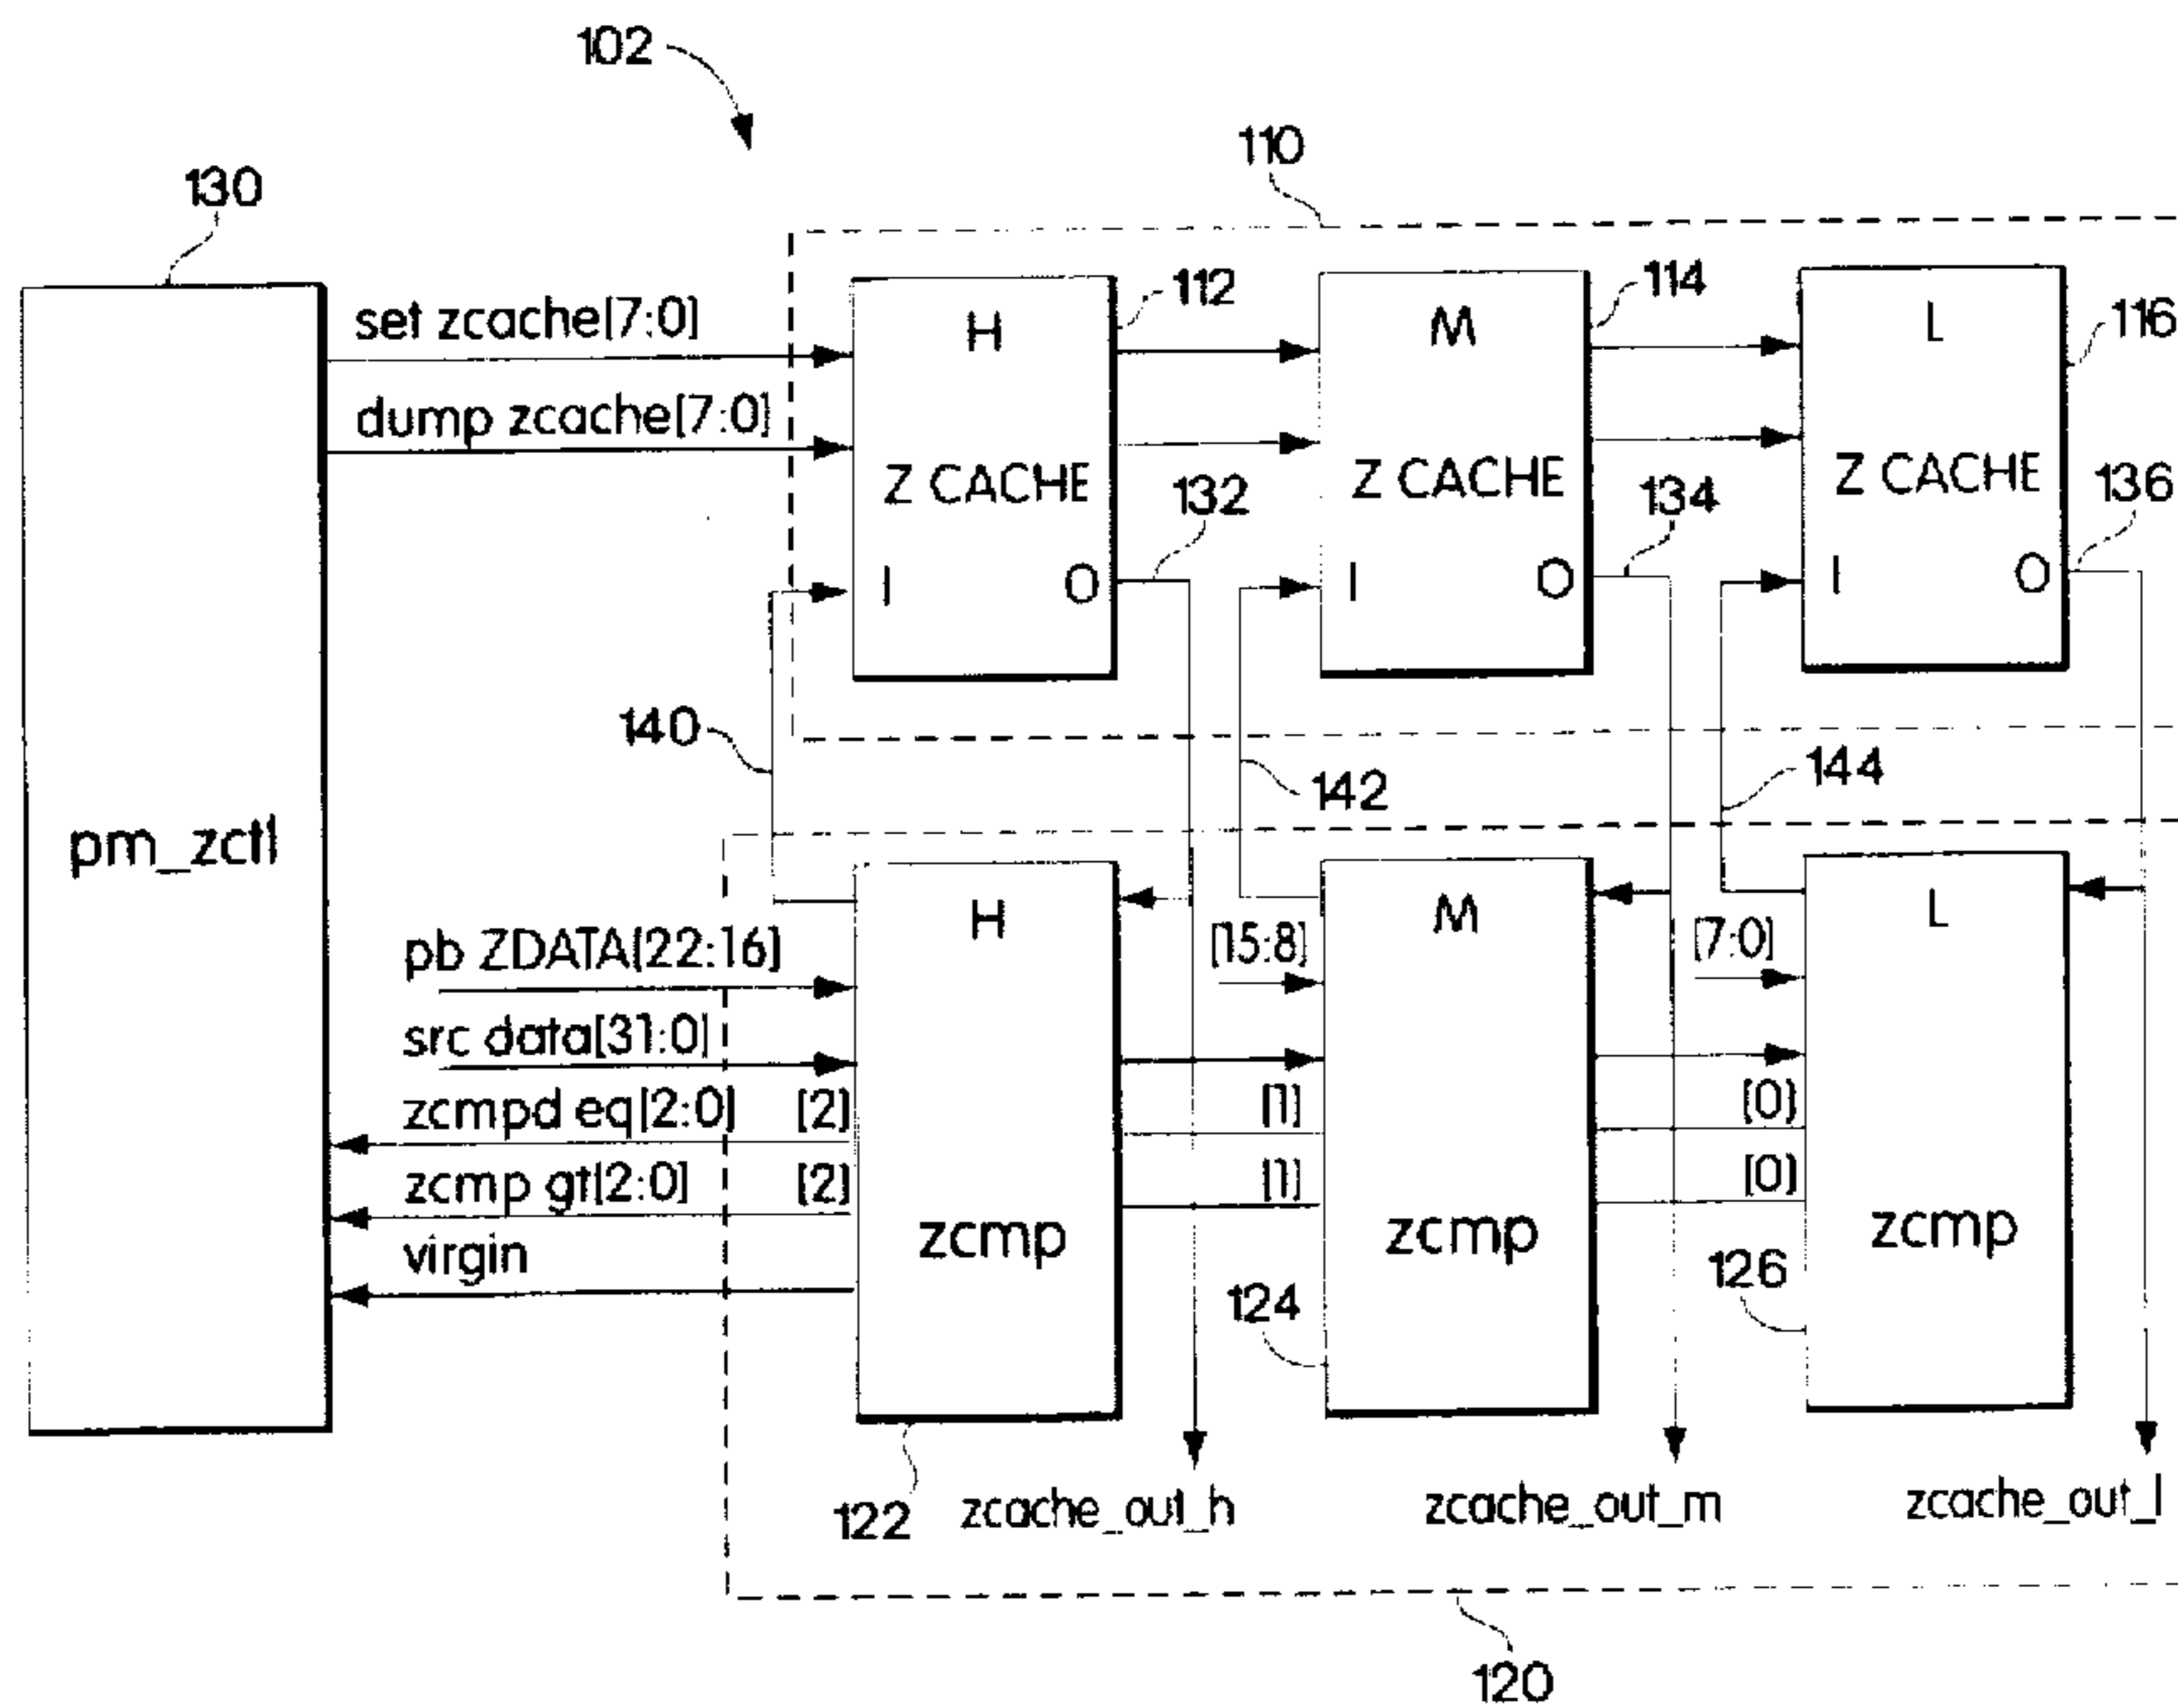 102
110
130
112
114
116
set zcache[7:0]
H
M
L
dump zcache[7:0]
Z CACHE
132
Z CACHE
134
Z CACHE
136
I
O
I
O
I
O
140
142
144
pm_zctl
H
M
L
pb ZDATA[22:16]
[15:8]
[7:0]
src data[31:0]
zcmpd eq[2:0]
[2]
[1]
[0]
zcmp gt[2:0]
[2]
[1]
[0]
virgin
zcmp
zcmp
zcmp
124
126
122
zcache_out_h
zcache_out_m
zcache_out_l
120